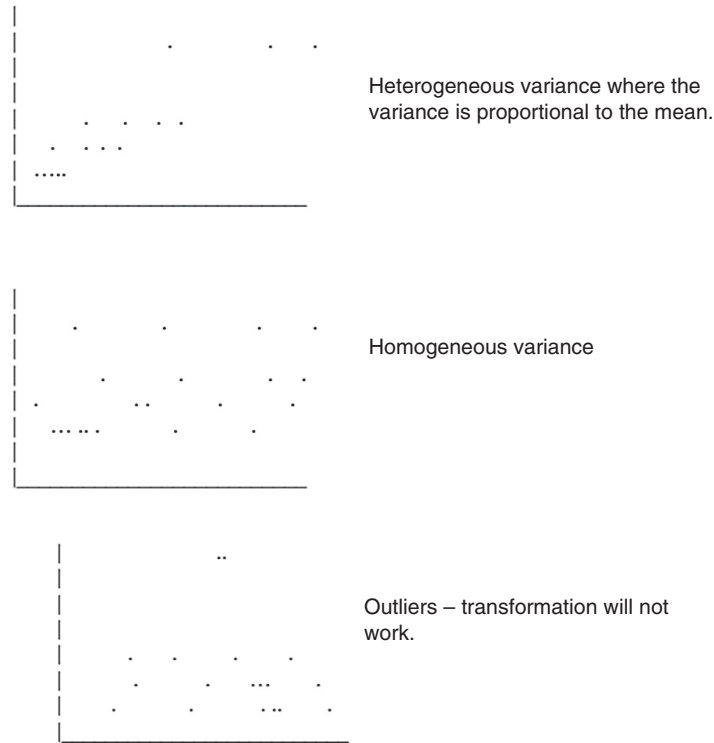 Heterogeneous variance where the
variance is proportional to the mean.
Homogeneous variance
Outliers – transformation will not
work.